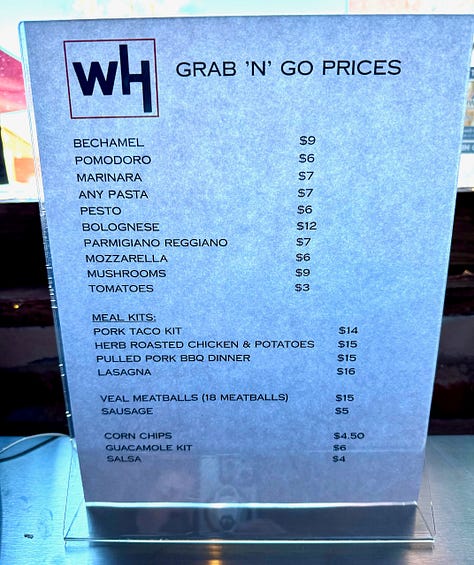 WH
GRAB 'N' GO PRICES
BECHAMEL $9
POMODORO $6
MARINARA $7
ANY PASTA $7
PESTO $6
BOLOGNESE $12
PARMIGIANO REGGIANO $7
MOZZARELLA $6
MUSHROOMS $9
TOMATOES $3
MEAL KITS:
PORK TACO KIT $14
HERB ROASTED CHICKEN & POTATOES $15
PULLED PORK BBQ DINNER $15
LASAGNA $16
VEAL MEATBALLS (18 MEATBALLS) $15
SAUSAGE $5
CORN CHIPS $4.50
GUACAMOLE KIT $6
SALSA $4